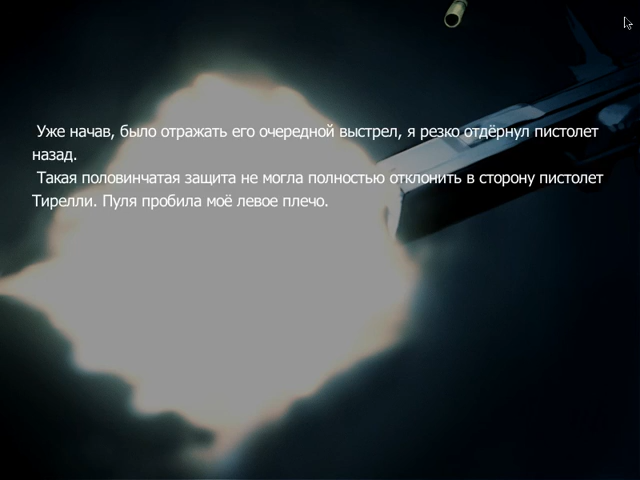 Уже начав, было отражать его очередной выстрел, я резко отдёрнул пистолет
назад.
Такая половинчатая защита не могла полностью отклонить в сторону пистолет
Тирелли. Пуля пробила моё левое плечо.